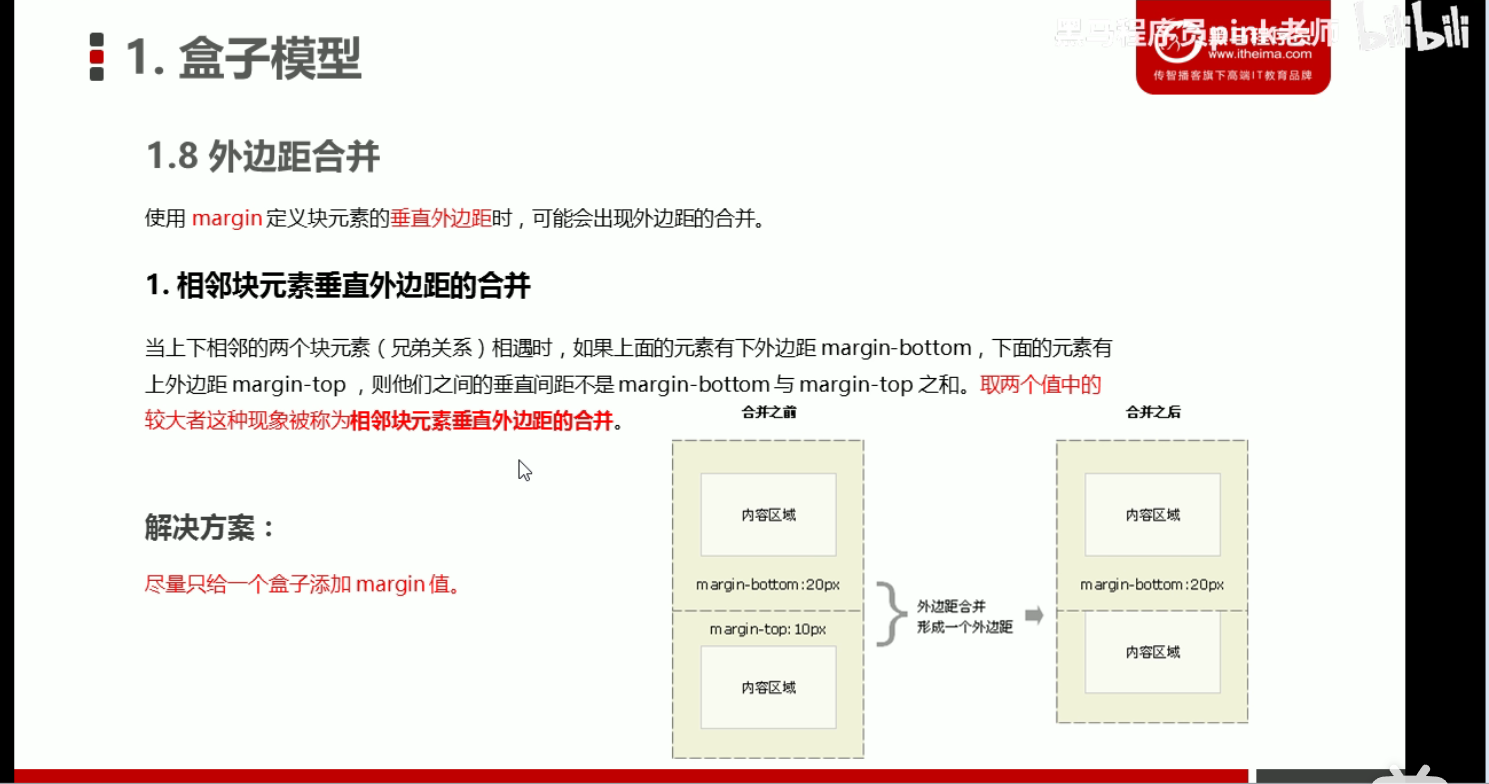 1. 盒子模型
黑马程序员pink老师
bilibili
www.itheima.com
传智播客旗下高端IT教育品牌
1.8 外边距合并
使用 margin 定义块元素的垂直外边距时，可能会出现外边距的合并。
1. 相邻块元素垂直外边距的合并
当上下相邻的两个块元素（兄弟关系）相遇时，如果上面的元素有下外边距 margin-bottom，下面的元素有
上外边距 margin-top ，则他们之间的垂直间距不是 margin-bottom 与 margin-top 之和。取两个值中的
较大者这种现象被称为相邻块元素垂直外边距的合并。
解决方案：
尽量只给一个盒子添加 margin 值。
合并之前
内容区域
margin-bottom:20px
margin-top:10px
内容区域
外边距合并
形成一个外边距
合并之后
内容区域
margin-bottom:20px
内容区域